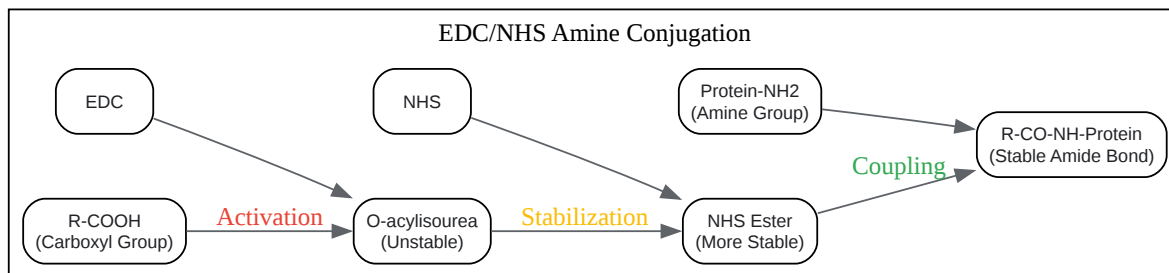 EDC/NHS Amine Conjugation
EDC
NHS
Protein-NH2
(Amine Group)
R-CO-NH-Protein
(Stable Amide Bond)
Coupling
R-COOH
(Carboxyl Group)
Activation
O-acylisourea
(Unstable)
Stabilization
NHS Ester
(More Stable)